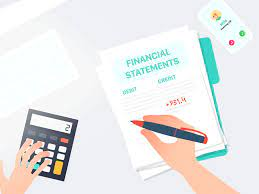 FINANCIAL
STATEMENTS
DEBIT CREDIT
2